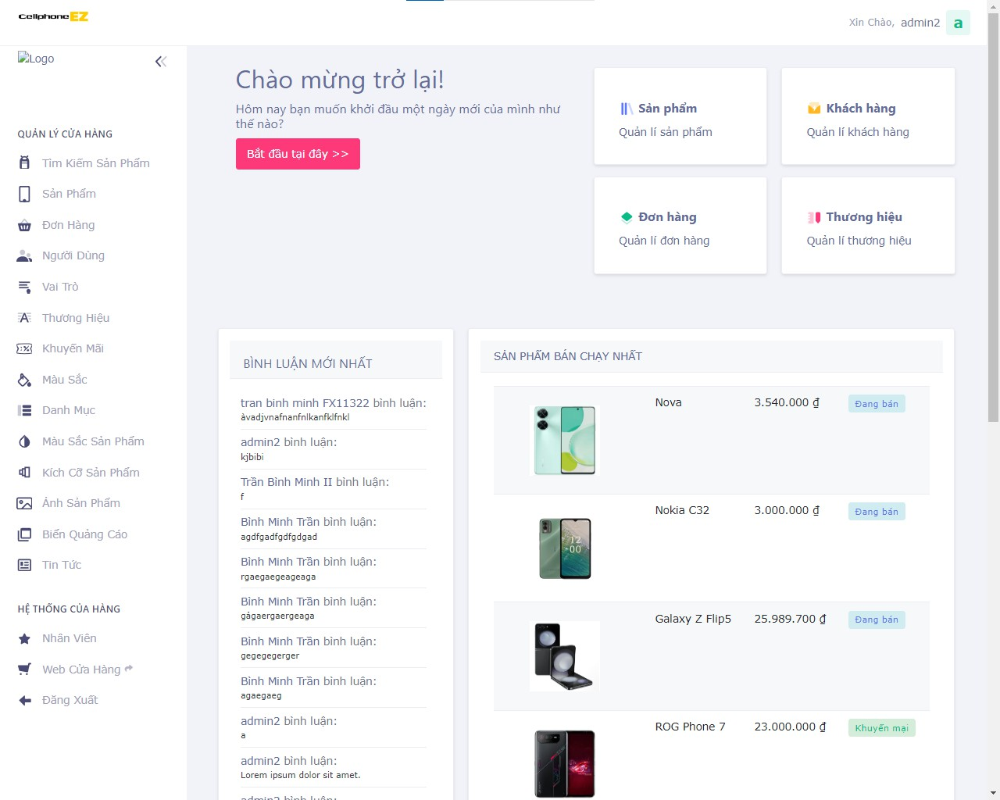 CellphoneEZ
Xin Chào, admin2 a
Logo
QUẢN LÝ CỬA HÀNG
Tìm Kiếm Sản Phẩm
Sản Phẩm
Đơn Hàng
Người Dùng
Vai Trò
Thương Hiệu
Khuyến Mãi
Màu Sắc
Danh Mục
Màu Sắc Sản Phẩm
Kích Cỡ Sản Phẩm
Ảnh Sản Phẩm
Biển Quảng Cáo
Tin Tức
HỆ THỐNG CỦA HÀNG
Nhân Viên
Web Cửa Hàng
Đăng Xuất
Chào mừng trở lại!
Hôm nay bạn muốn khởi đầu một ngày mới của mình như
thế nào?
Bắt đầu tại đây >>
Sản phẩm
Quản lí sản phẩm
Khách hàng
Quản lí khách hàng
Đơn hàng
Quản lí đơn hàng
Thương hiệu
Quản lí thương hiệu
BÌNH LUẬN MỚI NHẤT
tran binh minh FX11322 bình luận:
àvadjvnafnanfnlkanfklfnkl
admin2 bình luận:
kjbibi
Trần Bình Minh II bình luận:
f
Bình Minh Trần bình luận:
agdfgadfgdfgdgad
Bình Minh Trần bình luận:
rgaegaegeageaga
Bình Minh Trần bình luận:
gâgaergaergeaga
Bình Minh Trần bình luận:
gegegegerger
Bình Minh Trần bình luận:
agaegaeg
admin2 bình luận:
a
admin2 bình luận:
Lorem ipsum dolor sit amet.
admin2 bình luận:
SẢN PHẨM BÁN CHẠY NHẤT
Nova 3.540.000 ₫ Đang bán
Nokia C32 3.000.000 ₫ Đang bán
12
00
Galaxy Z Flip5 25.989.700 ₫ Đang bán
ROG Phone 7 23.000.000 ₫ Khuyến mại